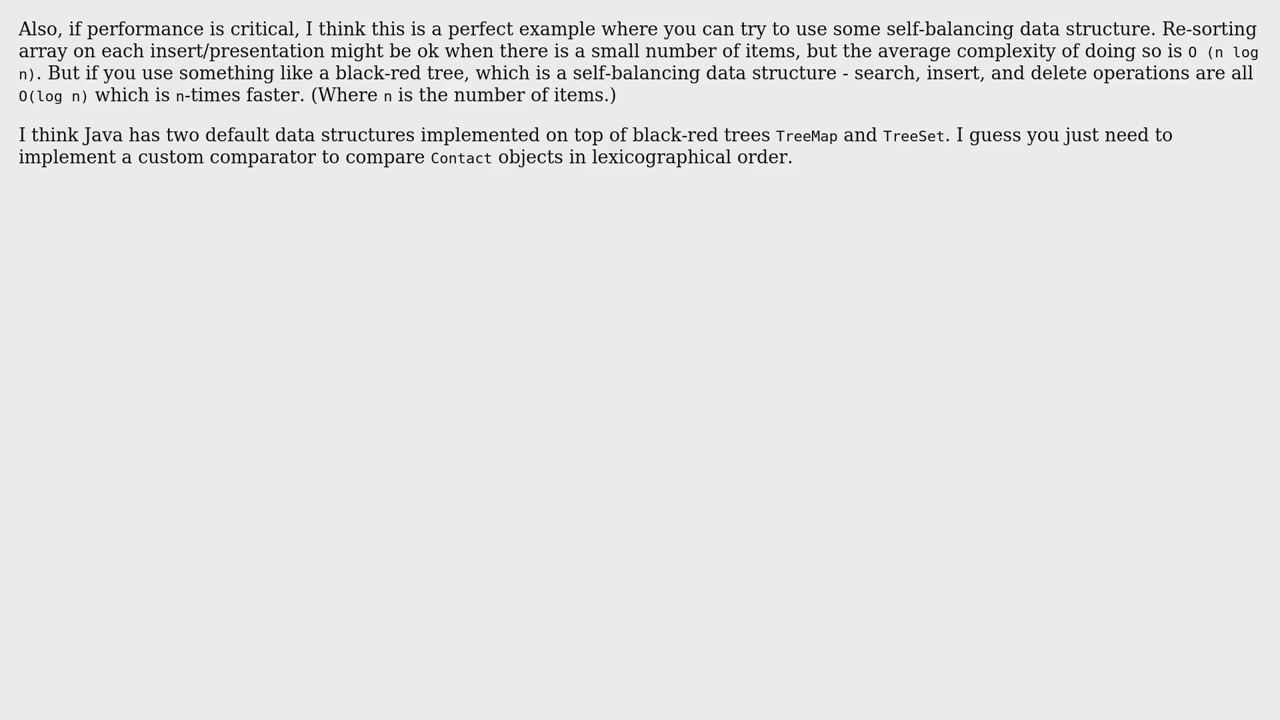 Also, if performance is critical, I think this is a perfect example where you can try to use some self-balancing data structure. Re-sorting
array on each insert/presentation might be ok when there is a small number of items, but the average complexity of doing so is O (n log
n). But if you use something like a black-red tree, which is a self-balancing data structure - search, insert, and delete operations are all
O(log n) which is n-times faster. (Where n is the number of items.)
I think Java has two default data structures implemented on top of black-red trees TreeMap and TreeSet. I guess you just need to
implement a custom comparator to compare Contact objects in lexicographical order.